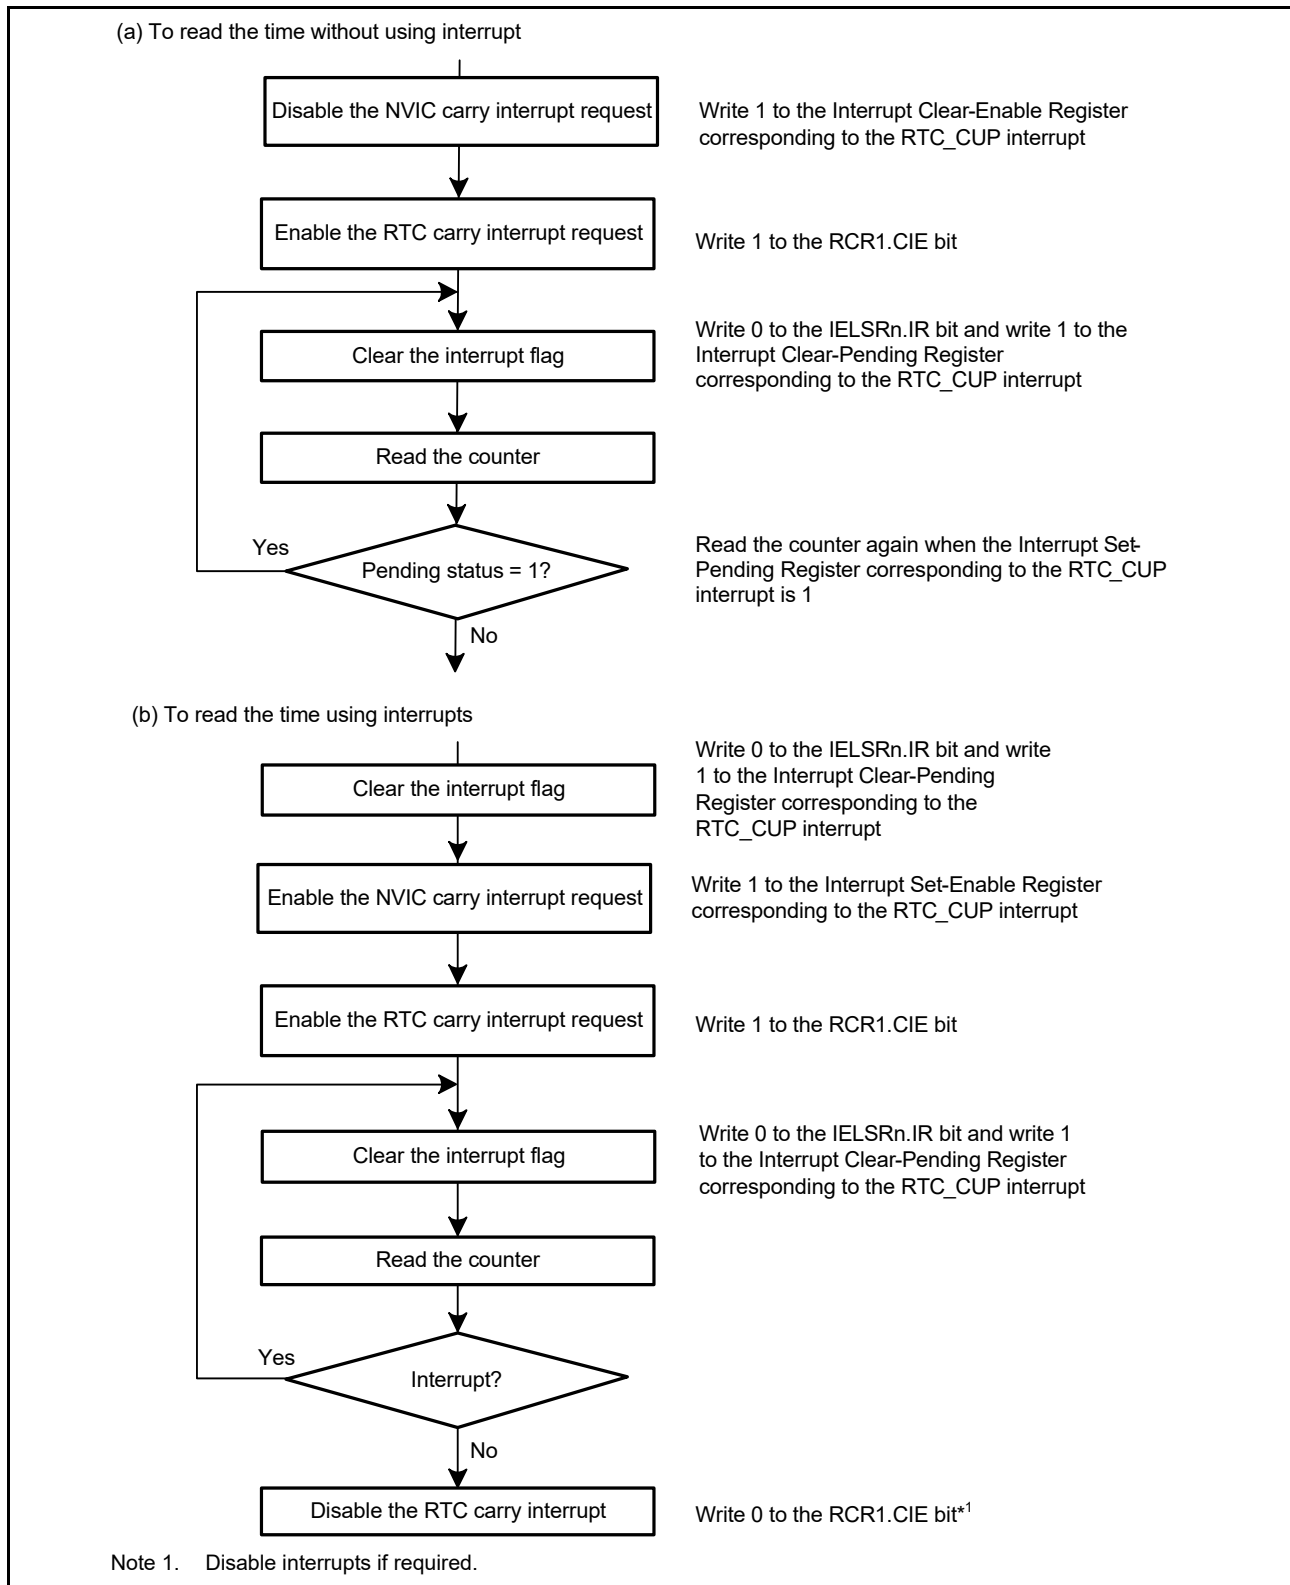 (a) To read the time without using interrupt
Disable the NVIC carry interrupt request
Write 1 to the Interrupt Clear-Enable Register
corresponding to the RTC_CUP interrupt
Enable the RTC carry interrupt request
Write 1 to the RCR1.CIE bit
Clear the interrupt flag
Write 0 to the IELSRn.IR bit and write 1 to the
Interrupt Clear-Pending Register
corresponding to the RTC_CUP interrupt
Read the counter
Yes
Pending status = 1?
Read the counter again when the Interrupt Set-
Pending Register corresponding to the RTC_CUP
interrupt is 1
No
(b) To read the time using interrupts
Clear the interrupt flag
Write 0 to the IELSRn.IR bit and write
1 to the Interrupt Clear-Pending
Register corresponding to the
RTC_CUP interrupt
Enable the NVIC carry interrupt request
Write 1 to the Interrupt Set-Enable Register
corresponding to the RTC_CUP interrupt
Enable the RTC carry interrupt request
Write 1 to the RCR1.CIE bit
Clear the interrupt flag
Write 0 to the IELSRn.IR bit and write 1
to the Interrupt Clear-Pending Register
corresponding to the RTC_CUP interrupt
Read the counter
Yes
Interrupt?
No
Disable the RTC carry interrupt
Write 0 to the RCR1.CIE bit*1
Note 1. Disable interrupts if required.